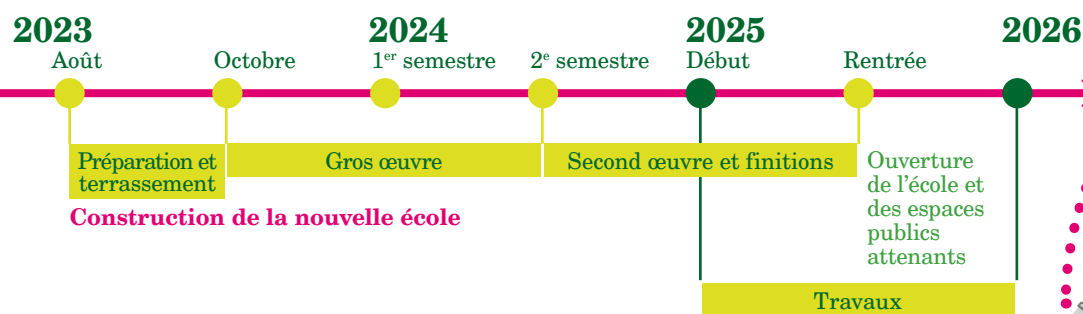 2023
2024
2025
2026
Août
Octobre
1er semestre
2e semestre
Début
Rentrée
Préparation et
terrassement
Gros œuvre
Second œuvre et finitions
Ouverture
de l’école et
des espaces
publics
attenants
Construction de la nouvelle école
Travaux